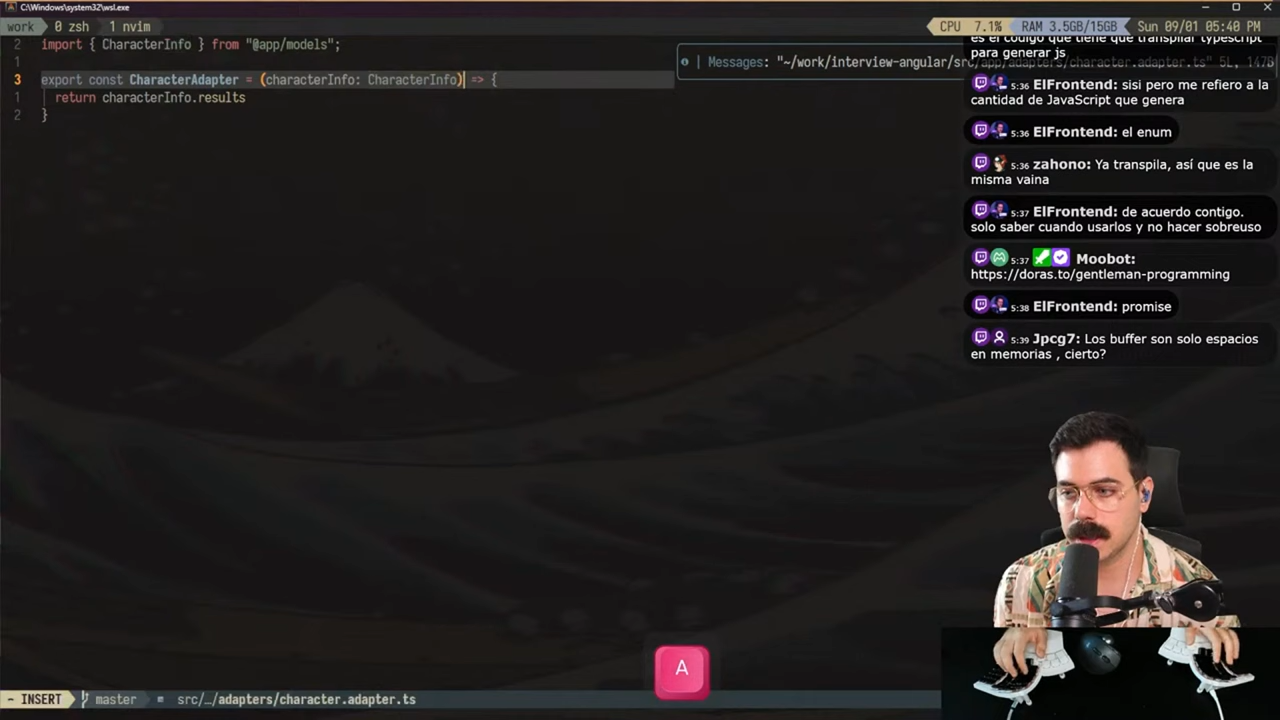 C:\Windows\system32\wsl.exe
work 0 zsh 1 nvim
CPU 7.1% RAM 3.5GB/15GB Sun 09/01 05:40 PM
2 import { CharacterInfo } from "@app/models";
1
3 export const CharacterAdapter = (characterInfo: CharacterInfo) => {
1 return characterInfo.results
2 }
Messages: "~/work/interview-angular/src/app/adapters/character.adapter.ts" 5L, 147B
es el codigo que tiene que transpilar typescript
para generar js
5:36 ElFrontend: sisi pero me refiero a la
cantidad de JavaScript que genera
5:36 ElFrontend: el enum
5:36 zahono: Ya transpila, así que es la
misma vaina
5:37 ElFrontend: de acuerdo contigo.
solo saber cuando usarlos y no hacer sobreuso
5:37 Moobot:
https://doras.to/gentleman-programming
5:38 ElFrontend: promise
5:39 Jpcg7: Los buffer son solo espacios
en memorias , cierto?
A
- INSERT master src/…/adapters/character.adapter.ts